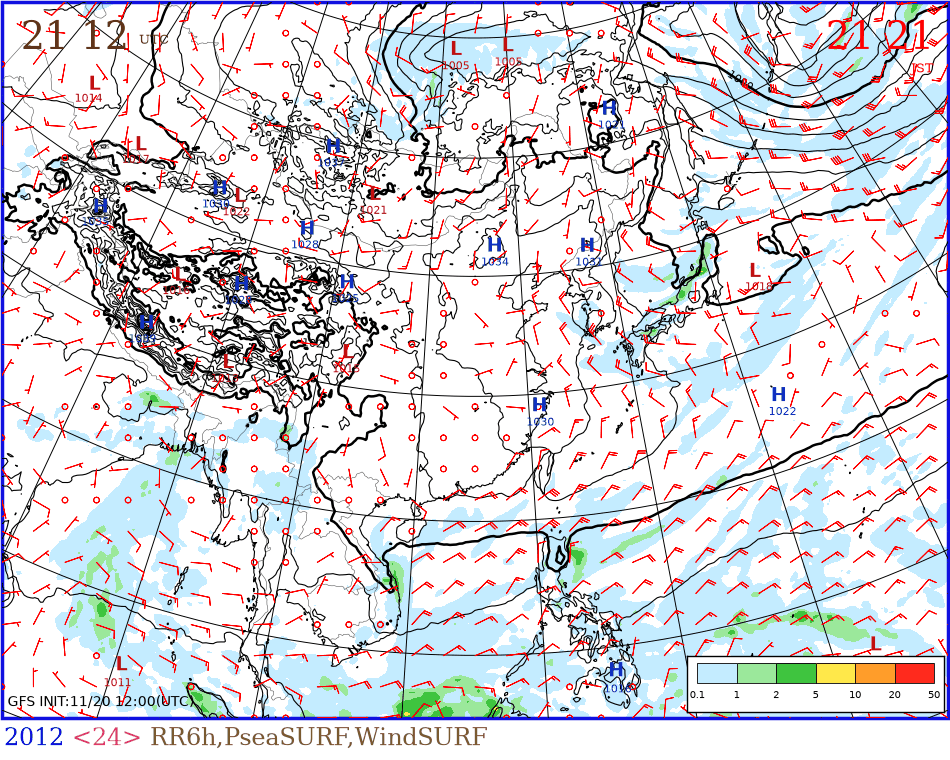 21 12 UTC
21 21
JST
L L
1005 1005
L
1014
H
L
H
H L
1030 1022
L
1021
H
H
1028
H H
1034 1031
L
1018
L
H H
H
L L
H
1022
H
1030
L
1011
L
H
GFS INIT:11/20 12:00(UTC)
0.1 1 2 5 10 20 50
2012 <24> RR6h,PseaSURF,WindSURF